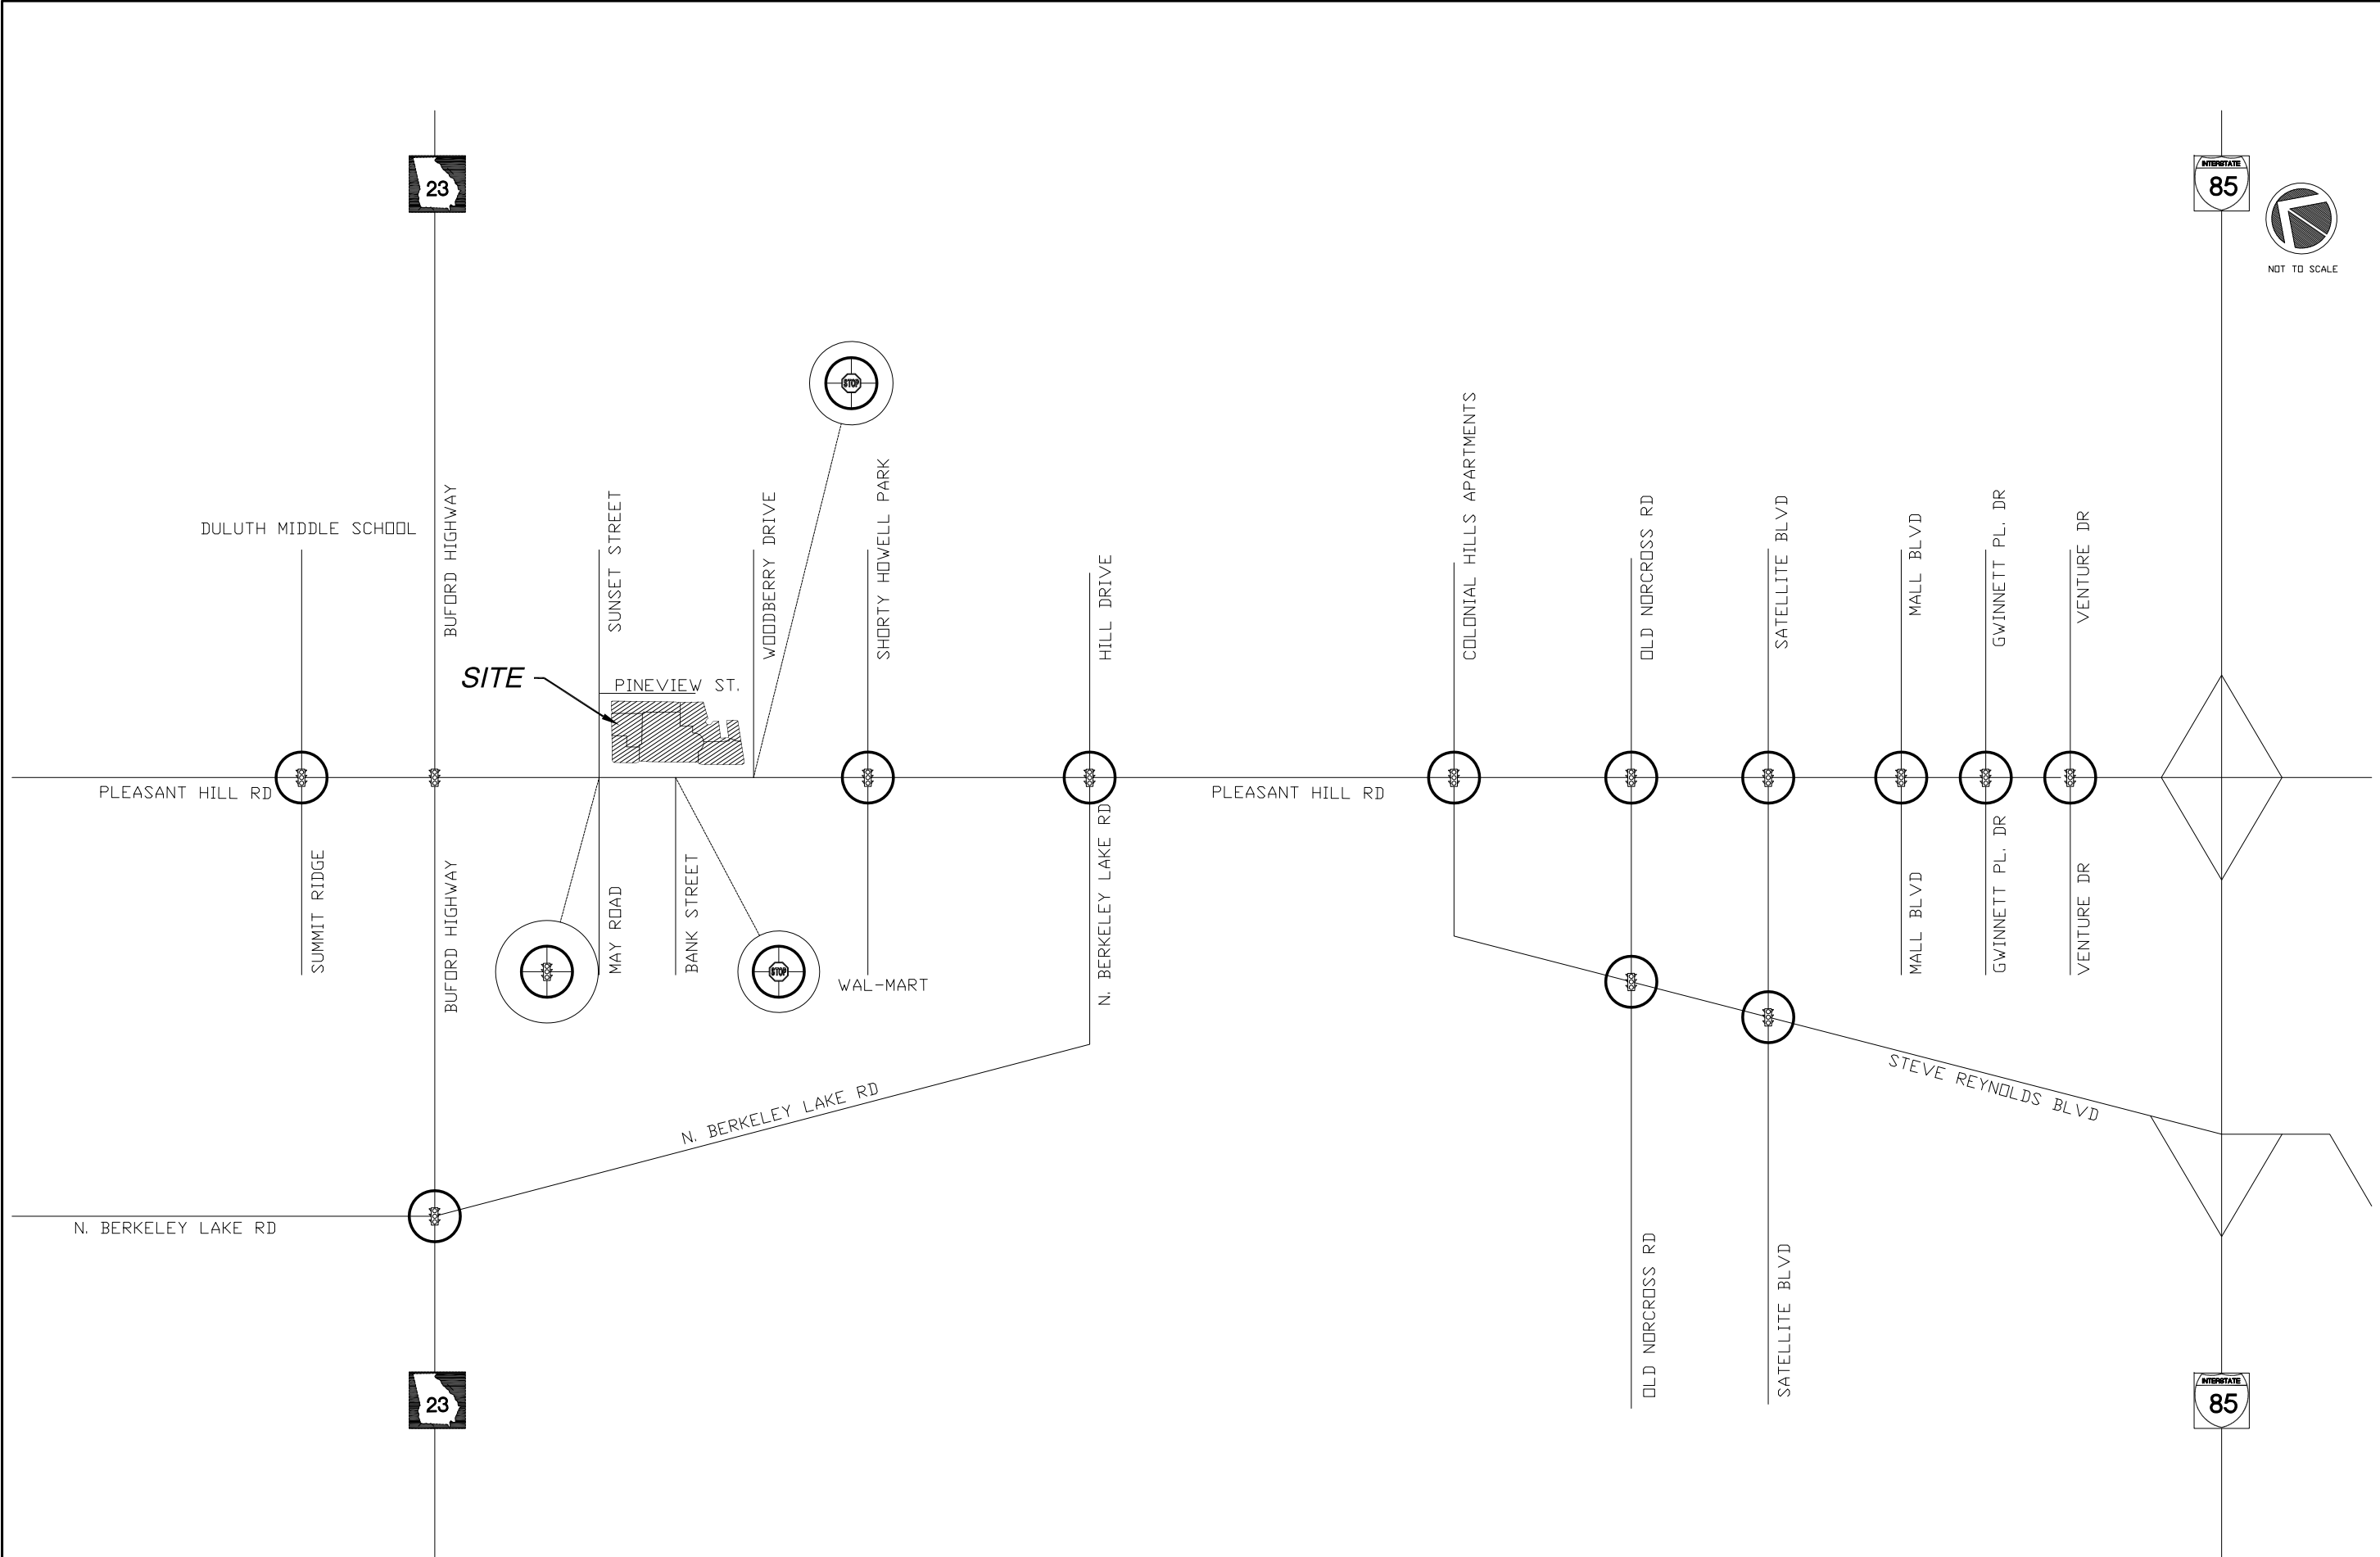 23
INTERSTATE
85
NOT TO SCALE
STOP
DULUTH MIDDLE SCHOOL
BUFORD HIGHWAY
SUNSET STREET
WOODBERRY DRIVE
SHORTY HOWELL PARK
HILL DRIVE
COLONIAL HILLS APARTMENTS
OLD NORCROSS RD
SATELLITE BLVD
MALL BLVD
GWINNETT PL. DR
VENTURE DR
SITE
PINEVIEW ST.
PLEASANT HILL RD
PLEASANT HILL RD
SUMMIT RIDGE
BUFORD HIGHWAY
MAY ROAD
BANK STREET
STOP
WAL-MART
N. BERKELEY LAKE RD
MALL BLVD
GWINNETT PL. DR
VENTURE DR
STEVE REYNOLDS BLVD
N. BERKELEY LAKE RD
N. BERKELEY LAKE RD
OLD NORCROSS RD
SATELLITE BLVD
23
INTERSTATE
85